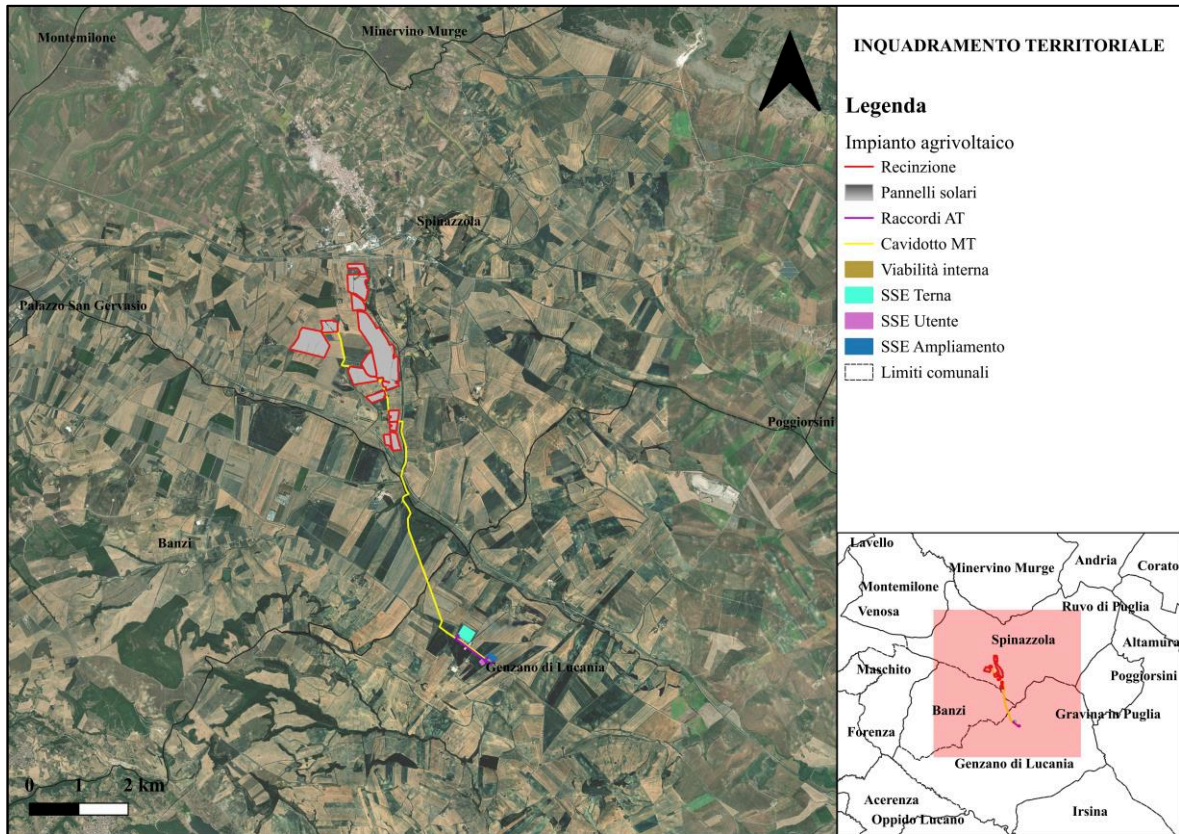 Montemilone
Minervino Murge
Spinazzola
Palazzo San Gervasio
Poggiorsini
Banzi
Genzano di Lucania
0 1 2 km
INQUADRAMENTO TERRITORIALE
Legenda
Impianto agrivoltaico
Recinzione
Pannelli solari
Raccordi AT
Cavidotto MT
Viabilità interna
SSE Terna
SSE Utente
SSE Ampliamento
Limiti comunali
Lavello
Minervino Murge
Andria
Corato
Montemilone
Venosa
Ruvo di Puglia
Spinazzola
Altamura
Maschito
Poggiorsini
Banzi
Gravina in Puglia
Forenza
Genzano di Lucania
Acerenza
Oppido Lucano
Irsina